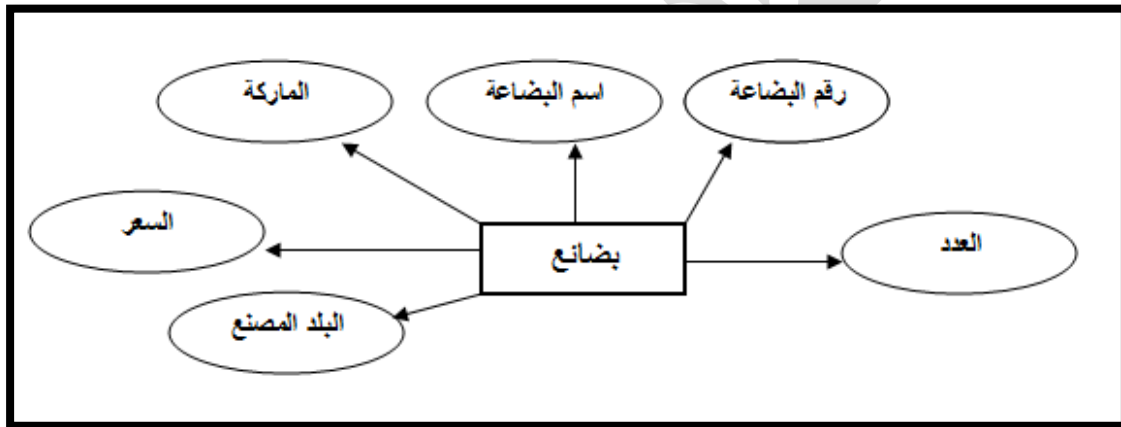 رقم البضاعة
اسم البضاعة
الماركة
العدد
بضائع
السعر
البلد المصنع